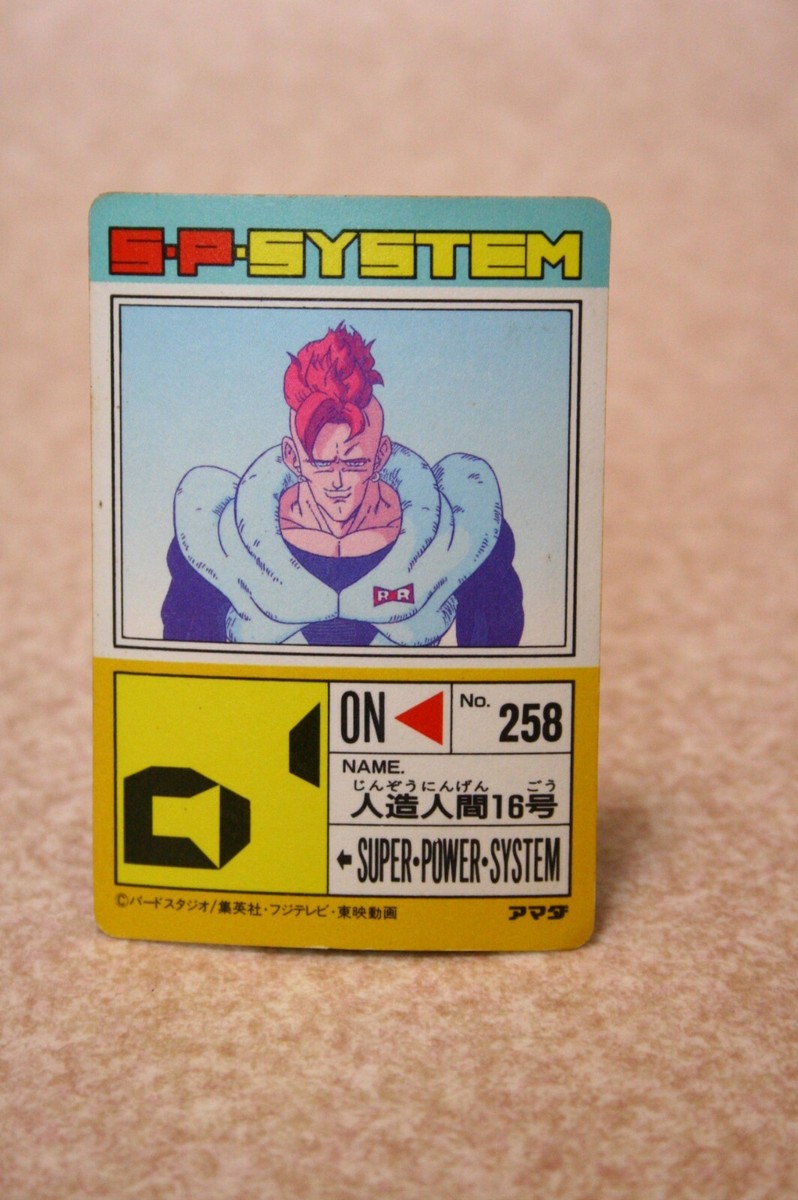 S·P·SYSTEM
RR
ON
No. 258
NAME.
じんぞうにんげん ごう
人造人間16号
SUPER·POWER·SYSTEM
©バードスタジオ/集英社・フジテレビ・東映動画
アマダ